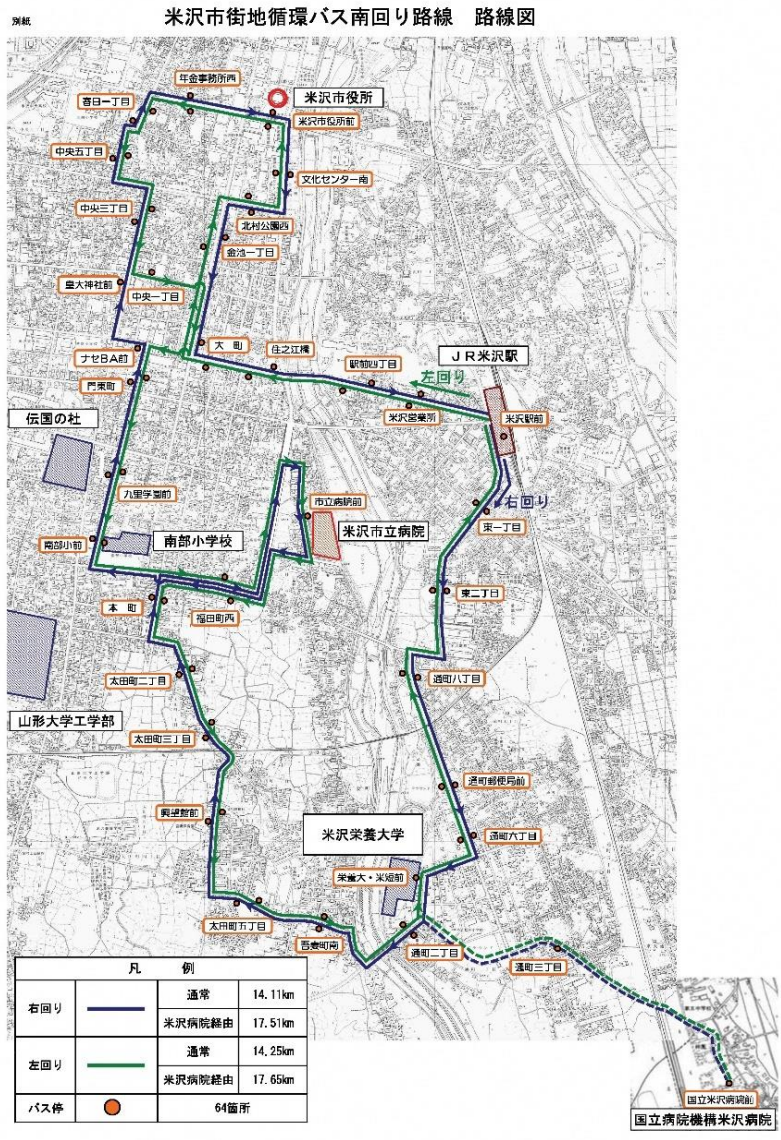 別紙
米沢市街地循環バス南回り路線　路線図
年金事務所西
米沢市役所
春日一丁目
米沢市役所前
中央五丁目
文化センター南
中央三丁目
北村公園西
金池一丁目
皇大神社前
中央一丁目
大　町
住之江橋
ナセBA前
JR米沢駅
駅前四丁目
左回り
門東町
米沢営業所
米沢駅前
伝国の杜
九里学園前
市立病院前
右回り
東一丁目
米沢市立病院
南部小前
南部小学校
東二丁目
本　町
福田町西
太田町二丁目
通町八丁目
山形大学工学部
太田町三丁目
通町郵便局前
興望館前
米沢栄養大学
通町六丁目
栄養大・米短前
太田町五丁目
吾妻町南
通町二丁目
通町三丁目
凡　例
右回り
通常 14.11km
米沢病院経由 17.51km
左回り
通常 14.25km
米沢病院経由 17.65km
バス停 64箇所
国立米沢病院前
国立病院機構米沢病院